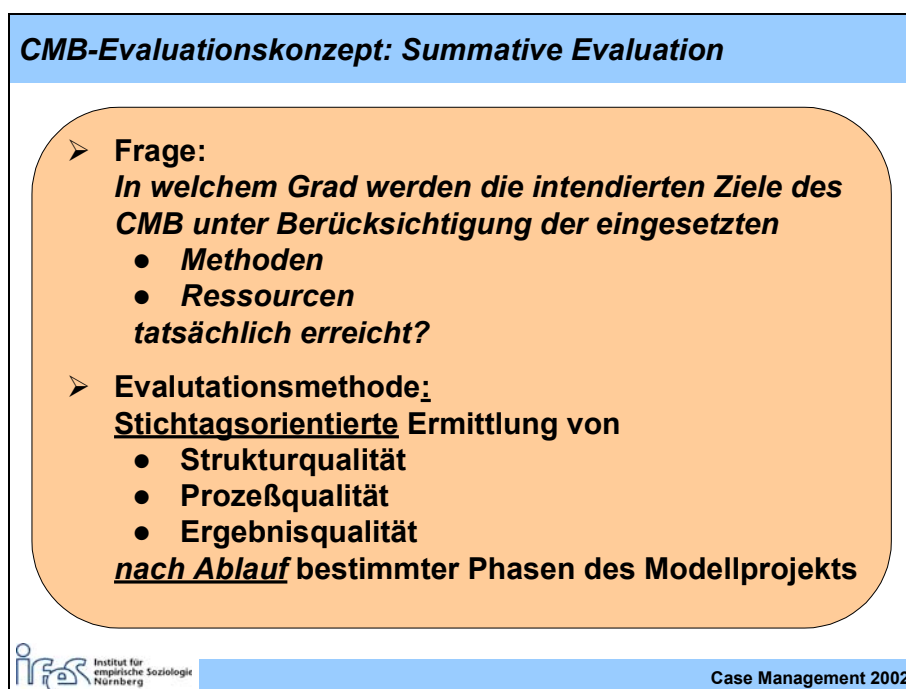 CMB-Evaluationskonzept: Summative Evaluation
➢ Frage:
In welchem Grad werden die intendierten Ziele des
CMB unter Berücksichtigung der eingesetzten
● Methoden
● Ressourcen
tatsächlich erreicht?
➢ Evalutationsmethode:
Stichtagsorientierte Ermittlung von
● Strukturqualität
● Prozeßqualität
● Ergebnisqualität
nach Ablauf bestimmter Phasen des Modellprojekts
ifes Institut für
empirische Soziologie
Nürnberg
Case Management 2002